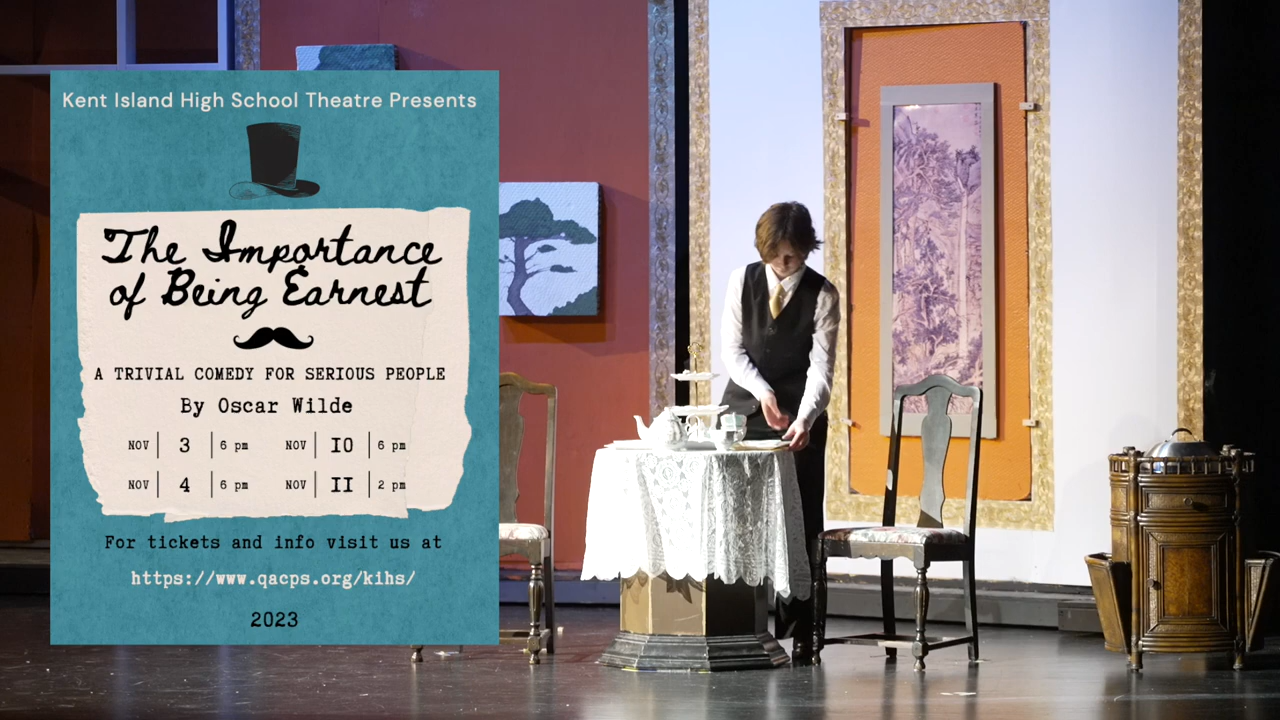 Kent Island High School Theatre Presents
The Importance
of Being Earnest
A TRIVIAL COMEDY FOR SERIOUS PEOPLE
By Oscar Wilde
NOV 3 6 pm NOV 10 6 pm
NOV 4 6 pm NOV 11 2 pm
For tickets and info visit us at
https://www.qacps.org/kihs/
2023